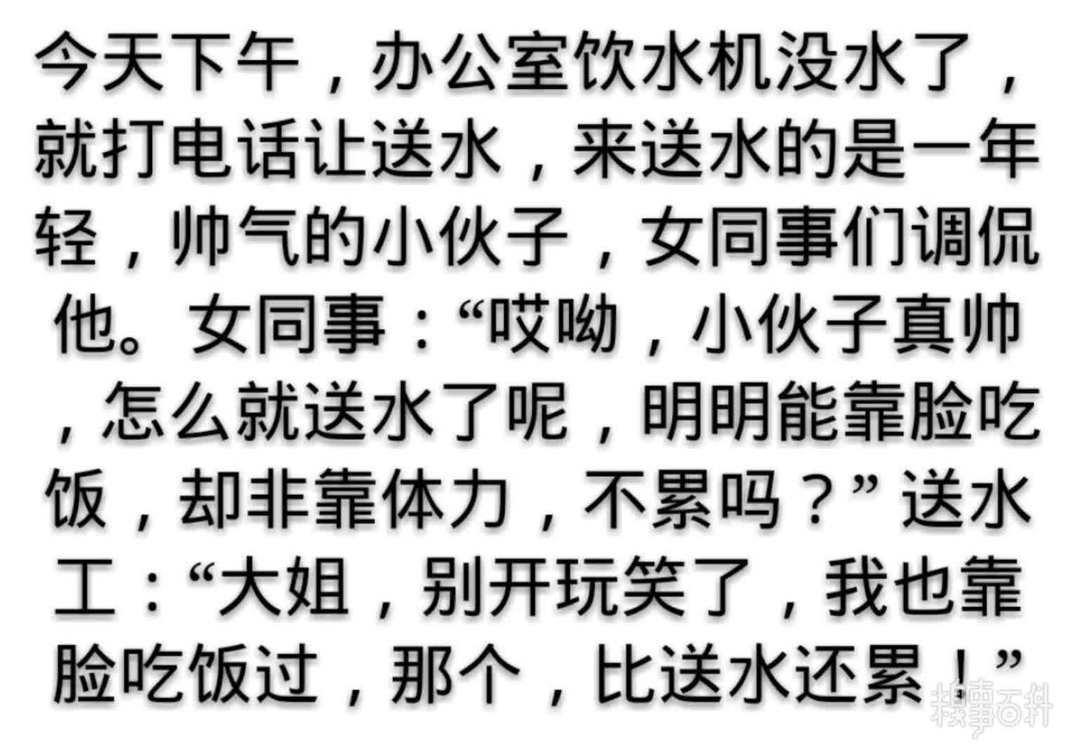 今天下午，办公室饮水机没水了，
就打电话让送水，来送水的是一年
轻，帅气的小伙子，女同事们调侃
他。女同事：“哎呦，小伙子真帅
，怎么就送水了呢，明明能靠脸吃
饭，却非靠体力，不累吗？”送水
工：“大姐，别开玩笑了，我也靠
脸吃饭过，那个，比送水还累！”
糗事百科